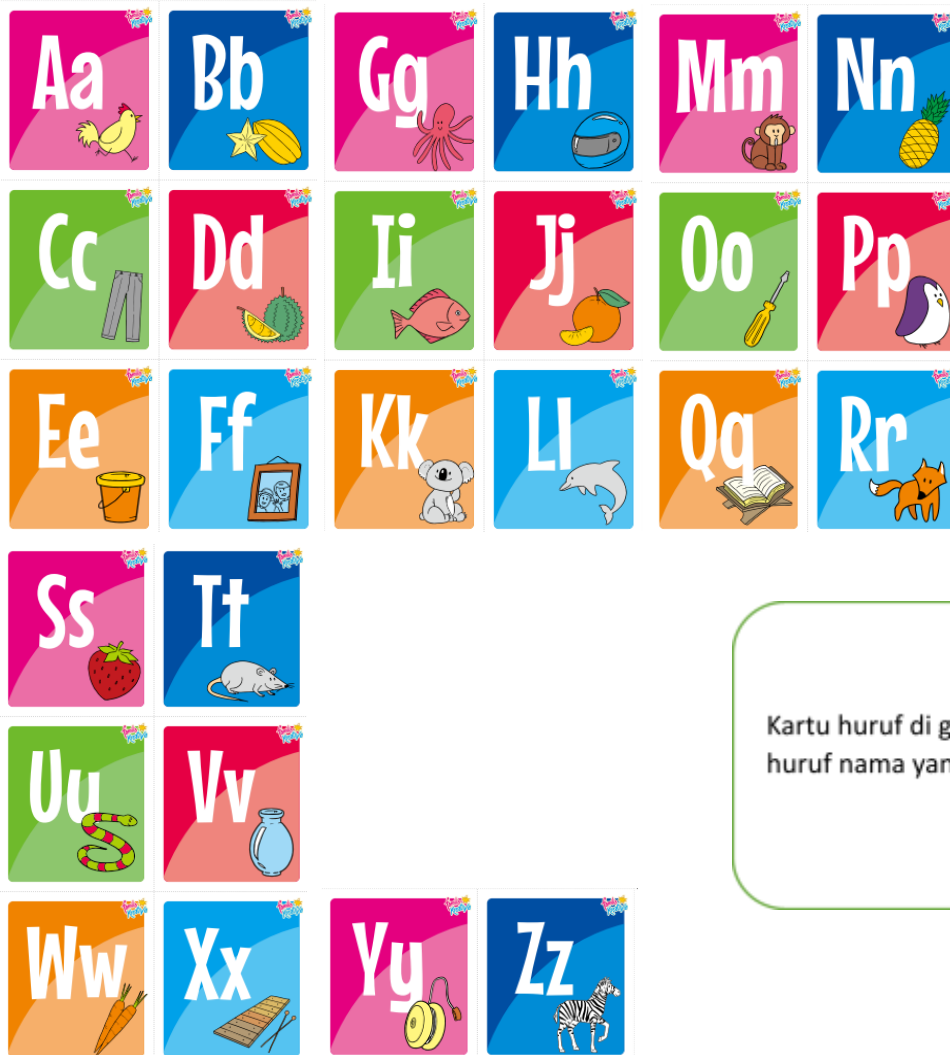 Aa Bb Gg Hh Mm Nn
Cc Dd Ii Jj Oo Pp
Ee Ff Kk Ll Qq Rr
Ss Tt
Uu Vv
Kartu huruf di g
huruf nama yan
Ww Xx Yy Zz